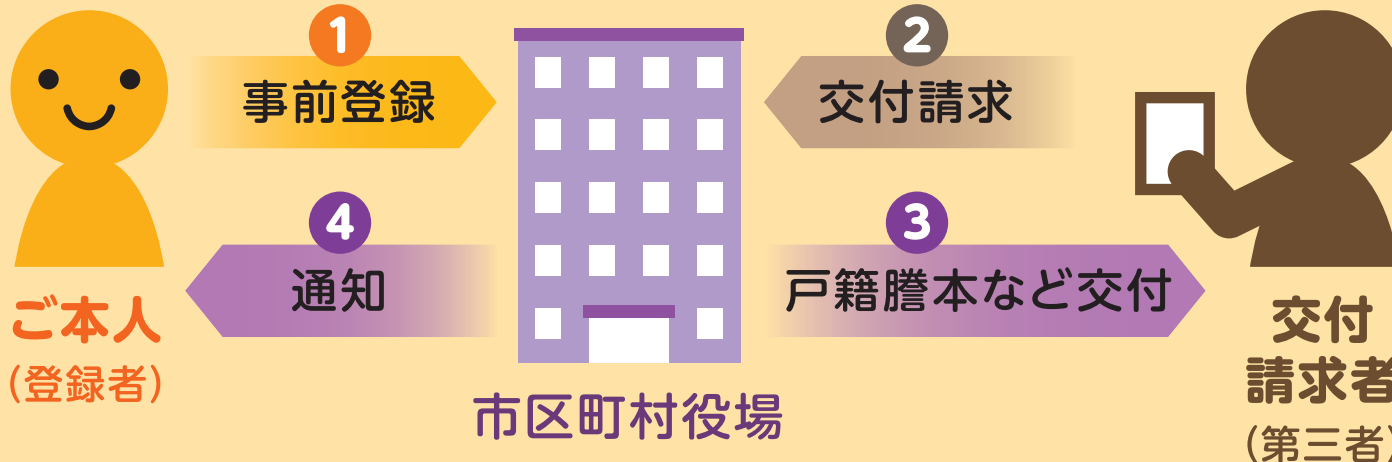 1
事前登録
2
交付請求
4
通知
3
戸籍謄本など交付
ご本人
(登録者)
市区町村役場
交付
請求者
(第三者)